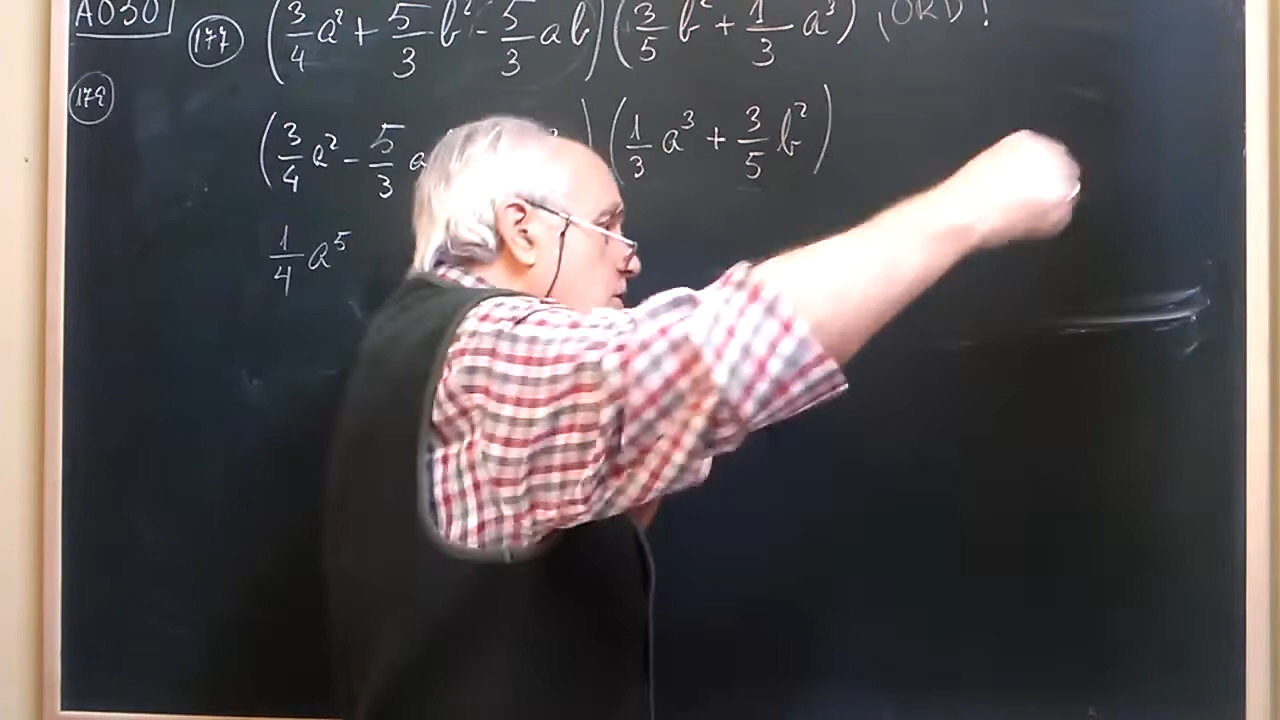 A030
177 (3/4 a² + 5/3 b² - 5/3 ab)(3/5 b² + 1/3 a³) ¡ORD!
178
(3/4 a² - 5/3 a ²)(1/3 a³ + 3/5 b²)
1/4 a⁵